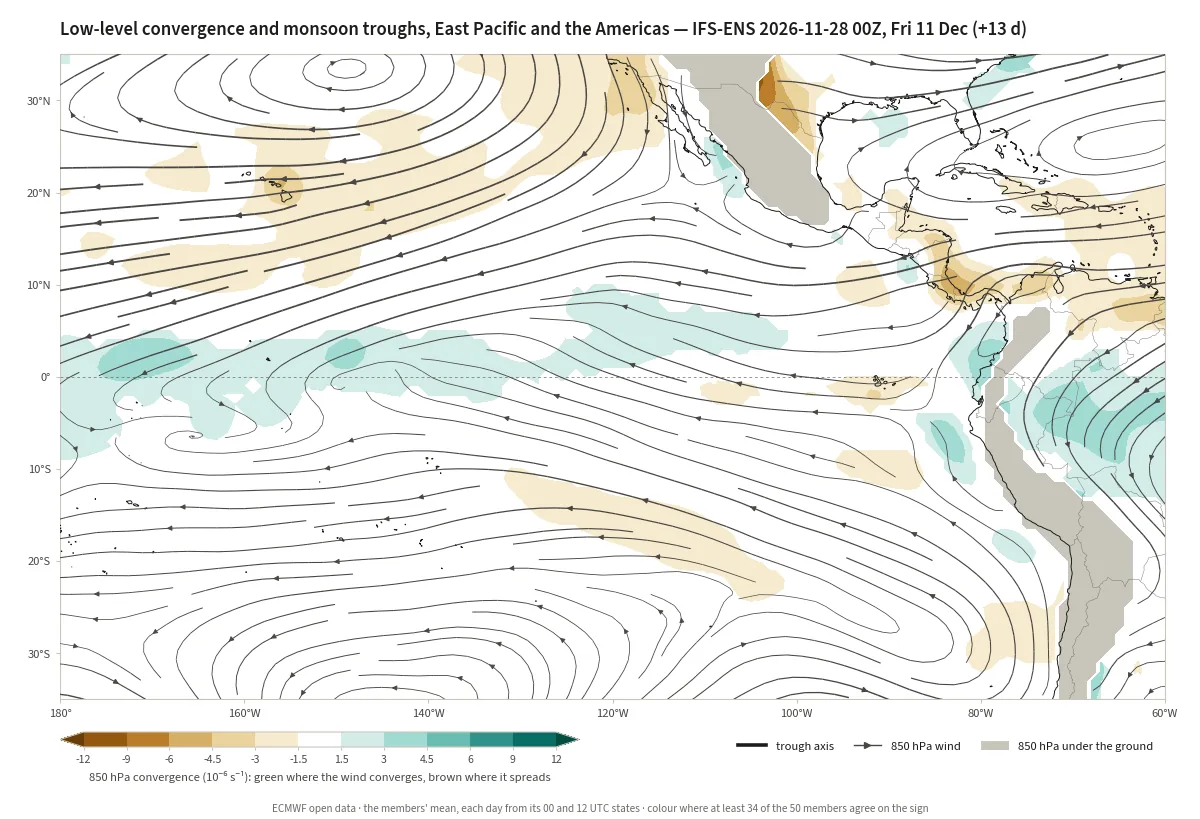 Low-level convergence and monsoon troughs, East Pacific and the Americas — IFS-ENS 2026-11-28 00Z, Fri 11 Dec (+13 d)
30°N
20°N
10°N
0°
10°S
20°S
30°S
180° 160°W 140°W 120°W 100°W 80°W 60°W
-12 -9 -6 -4.5 -3 -1.5 1.5 3 4.5 6 9 12
850 hPa convergence (10⁻⁶ s⁻¹): green where the wind converges, brown where it spreads
trough axis 850 hPa wind 850 hPa under the ground
ECMWF open data · the members' mean, each day from its 00 and 12 UTC states · colour where at least 34 of the 50 members agree on the sign